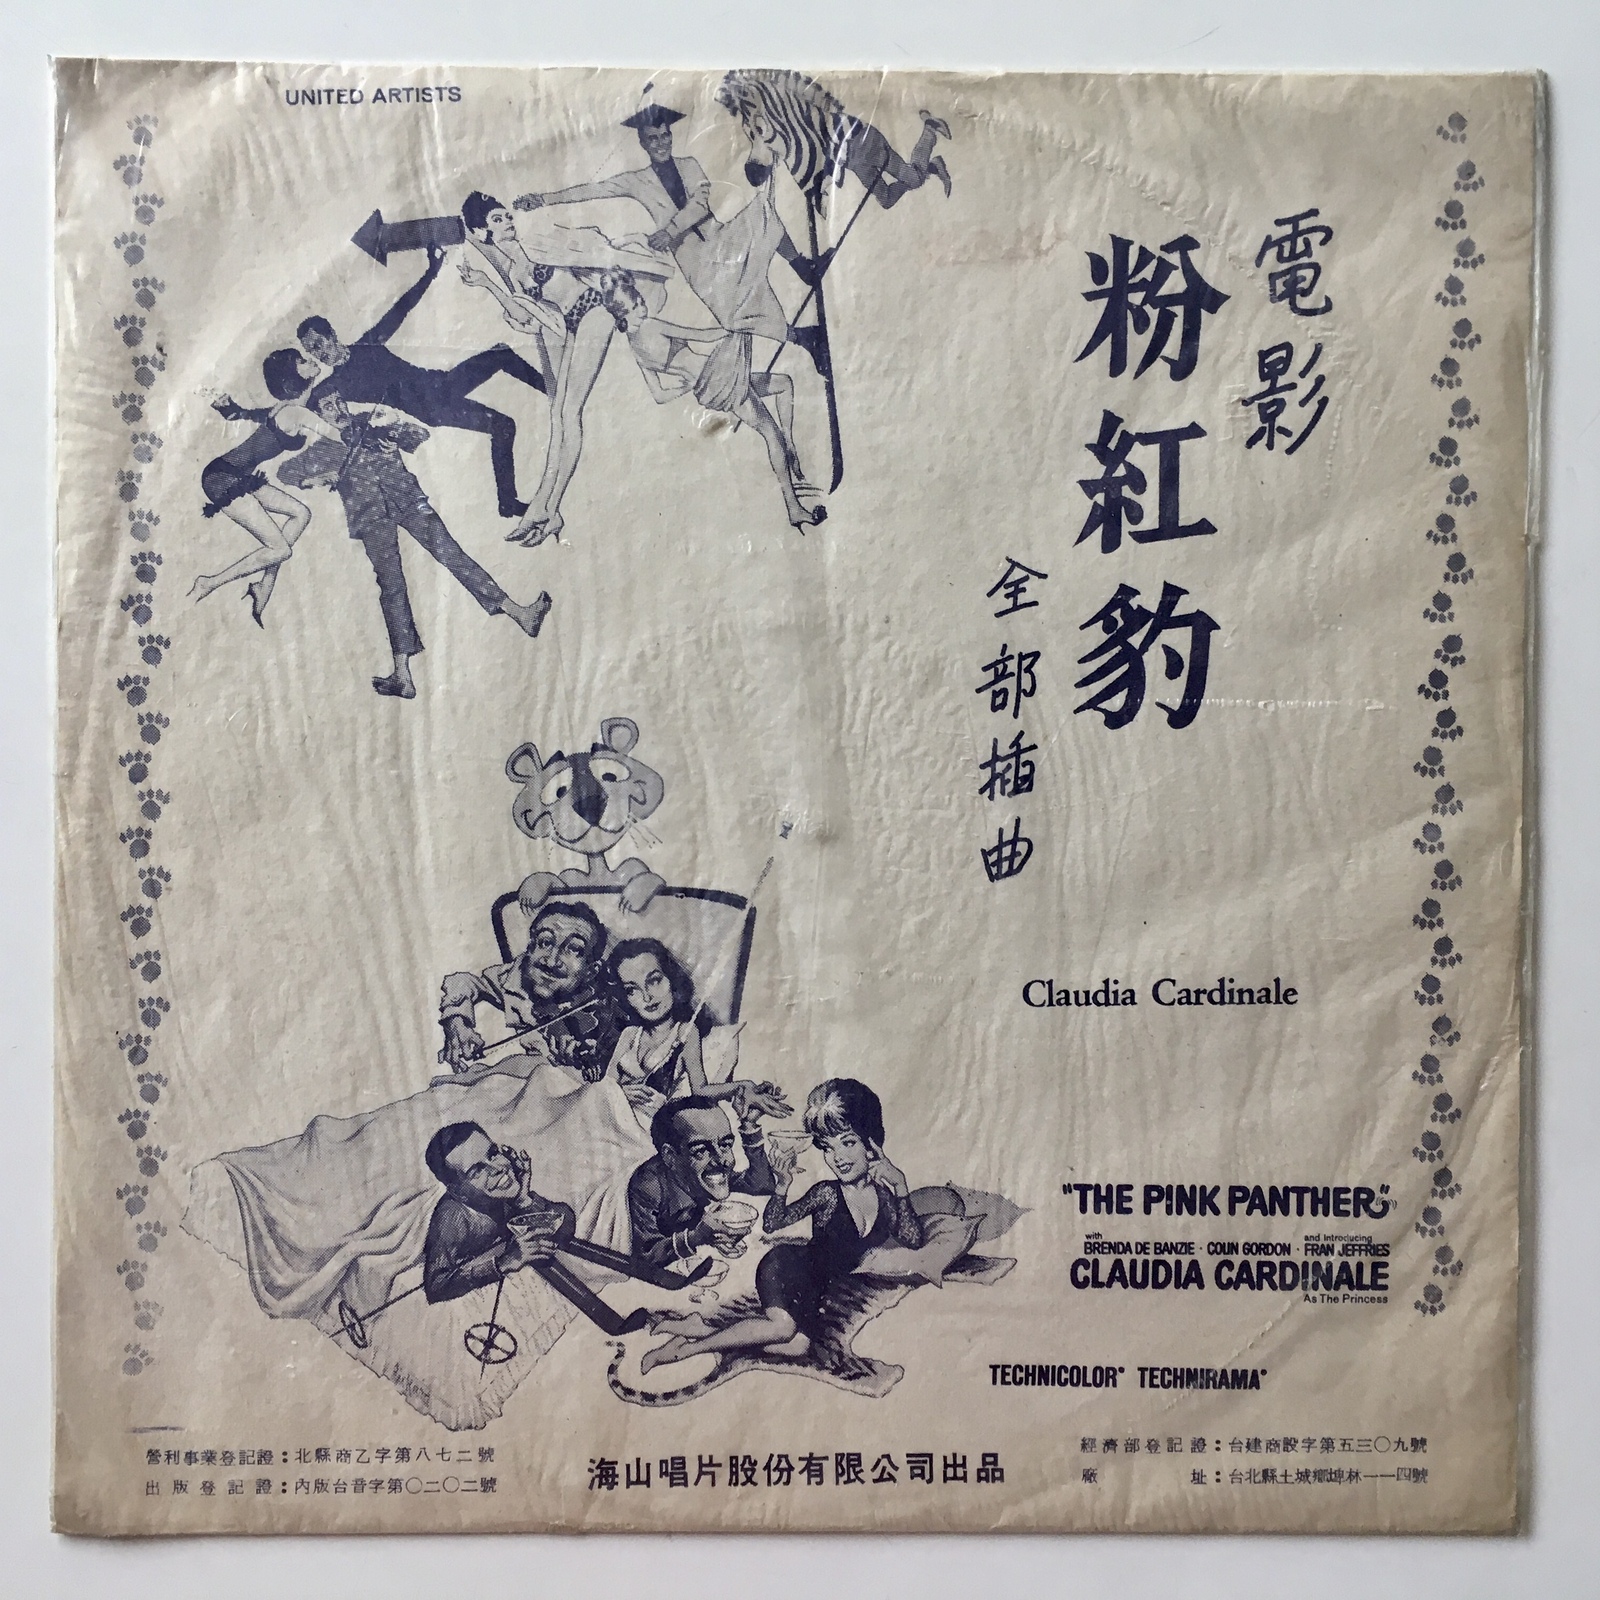 UNITED ARTISTS
電影
粉紅豹
全部插曲
Claudia Cardinale
"THE PINK PANTHER"
with
BRENDA DE BANZIE · COLIN GORDON ·
and Introducing
FRAN JEFFRIES
CLAUDIA CARDINALE
As The Princess
TECHNICOLOR® TECHNIRAMA®
營利事業登記證：北縣商乙字第八七二號
出版登記證：內版台音字第〇二〇二號
海山唱片股份有限公司出品
經濟部登記證：台建商設字第五三〇九號
廠址：台北縣土城鄉埤林一一四號